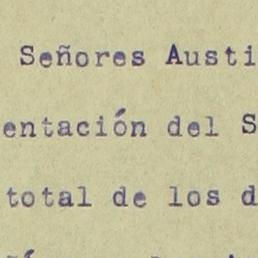 Señores Austi
entación del S
total de los d